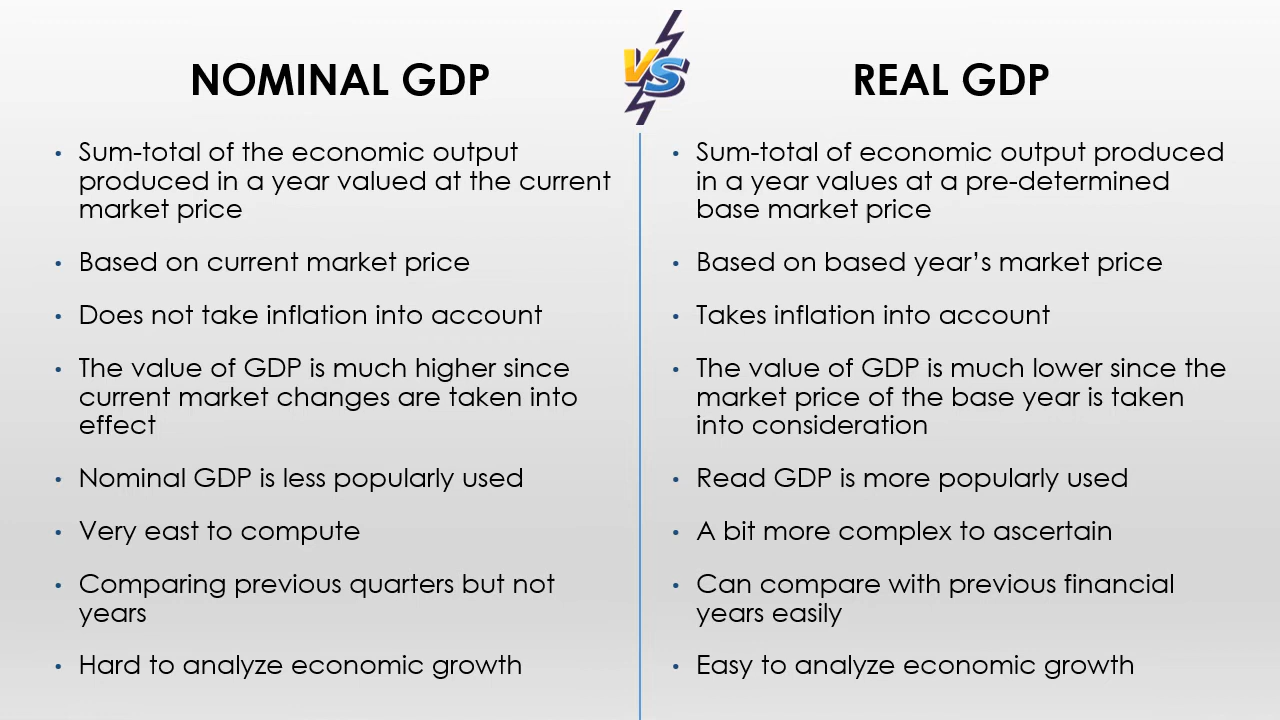 NOMINAL GDP
VS
REAL GDP
• Sum-total of the economic output
produced in a year valued at the current
market price
• Based on current market price
• Does not take inflation into account
• The value of GDP is much higher since
current market changes are taken into
effect
• Nominal GDP is less popularly used
• Very east to compute
• Comparing previous quarters but not
years
• Hard to analyze economic growth
• Sum-total of economic output produced
in a year values at a pre-determined
base market price
• Based on based year’s market price
• Takes inflation into account
• The value of GDP is much lower since the
market price of the base year is taken
into consideration
• Read GDP is more popularly used
• A bit more complex to ascertain
• Can compare with previous financial
years easily
• Easy to analyze economic growth